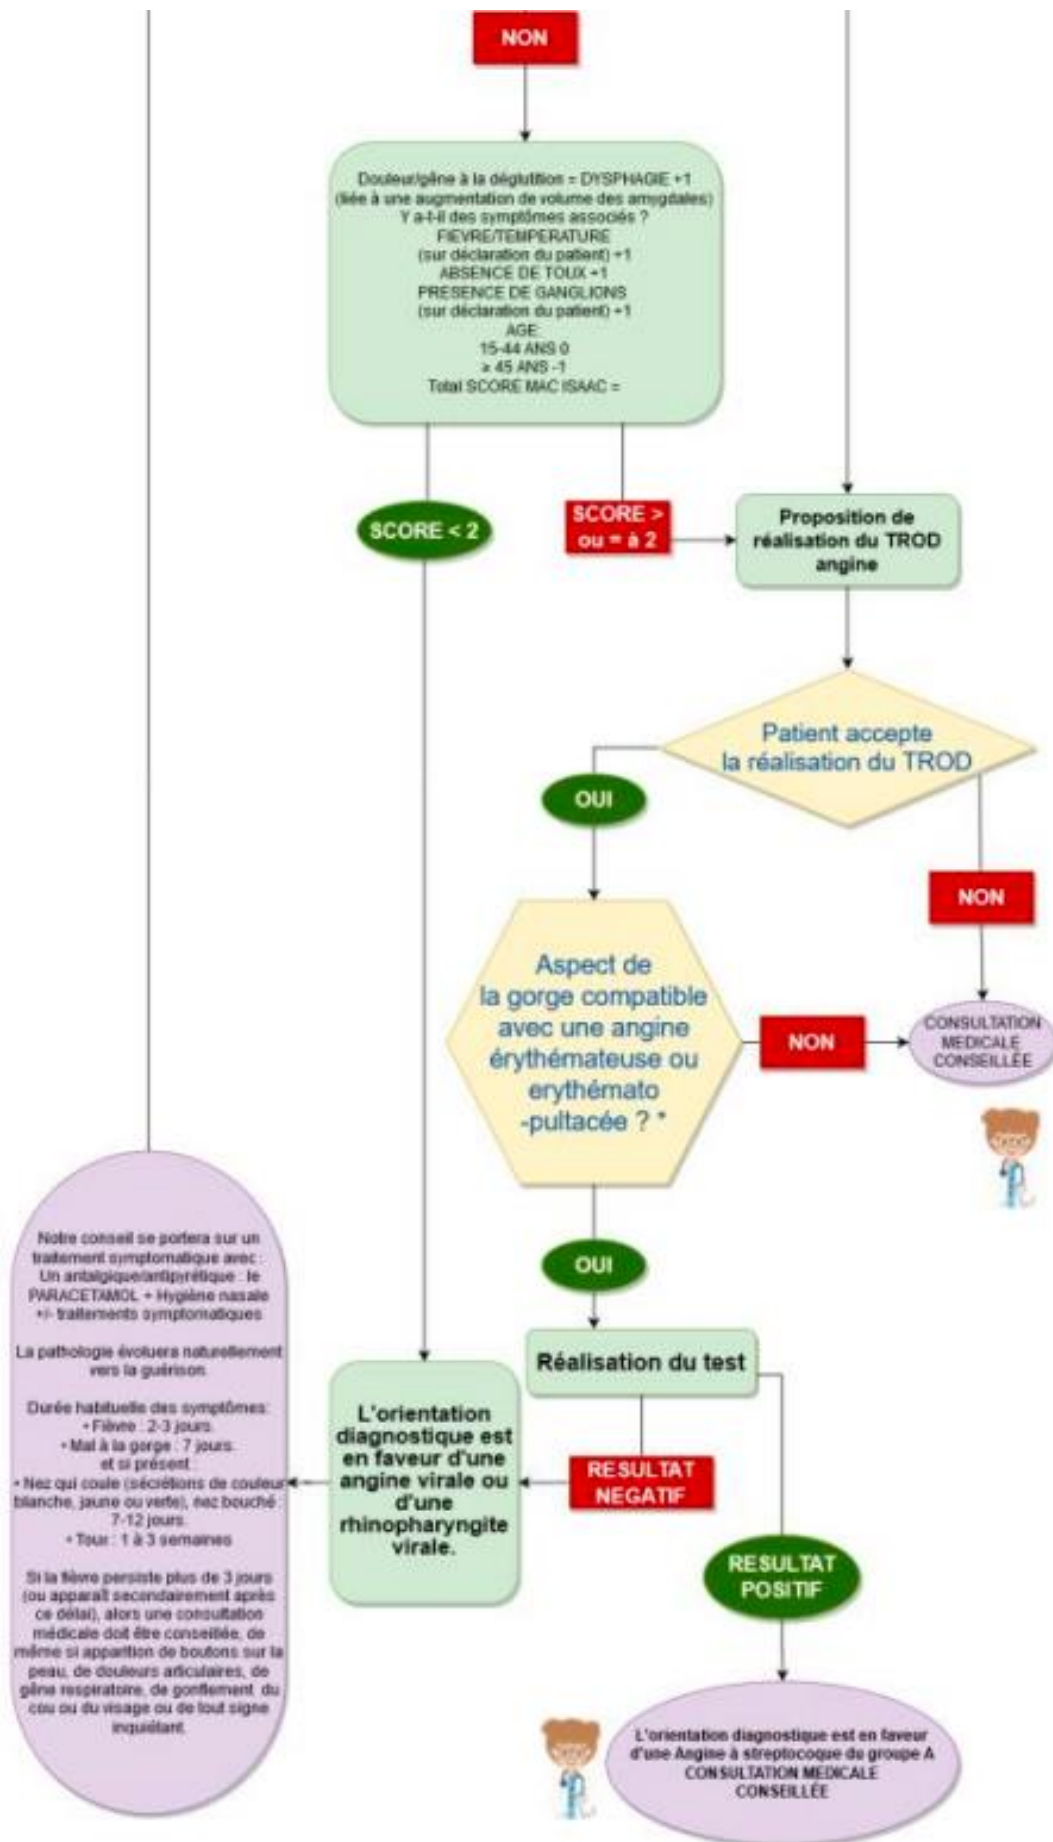 NON
Douleur/gêne à la déglutition = DYSPHAGIE +1
(liée à une augmentation de volume des amygdales)
Y a-t-il des symptômes associés ?
FIEVRE/TEMPERATURE
(sur déclaration du patient) +1
ABSENCE DE TOUX +1
PRESENCE DE GANGLIONS
(sur déclaration du patient) +1
AGE:
15-44 ANS 0
≥ 45 ANS -1
Total SCORE MAC ISAAC =
SCORE < 2
SCORE >
ou = à 2
Proposition de
réalisation du TROD
angine
Patient accepte
la réalisation du TROD
OUI
NON
Aspect de
la gorge compatible
avec une angine
érythémateuse ou
erythémato
-pultacée ? *
NON
CONSULTATION
MEDICALE
CONSEILLÉE
OUI
Réalisation du test
RESULTAT
NEGATIF
L'orientation
diagnostique est
en faveur d'une
angine virale ou
d'une
rhinopharyngite
virale.
Notre conseil se portera sur un
traitement symptomatique avec :
Un antalgique/antipyrétique : le
PARACETAMOL + Hygiène nasale
+/- traitements symptomatiques
La pathologie évoluera naturellement
vers la guérison.
Durée habituelle des symptômes:
• Fièvre : 2-3 jours.
• Mal à la gorge : 7 jours.
et si présent :
• Nez qui coule (sécrétions de couleur
blanche, jaune ou verte), nez bouché :
7-12 jours.
• Tour : 1 à 3 semaines
Si la fièvre persiste plus de 3 jours
(ou apparaît secondairement après
ce délai), alors une consultation
médicale doit être conseillée, de
même si apparition de boutons sur la
peau, de douleurs articulaires, de
gêne respiratoire, de gonflement du
cou ou du visage ou de tout signe
inquiétant.
RESULTAT
POSITIF
L'orientation diagnostique est en faveur
d'une Angine à streptocoque du groupe A
CONSULTATION MEDICALE
CONSEILLÉE